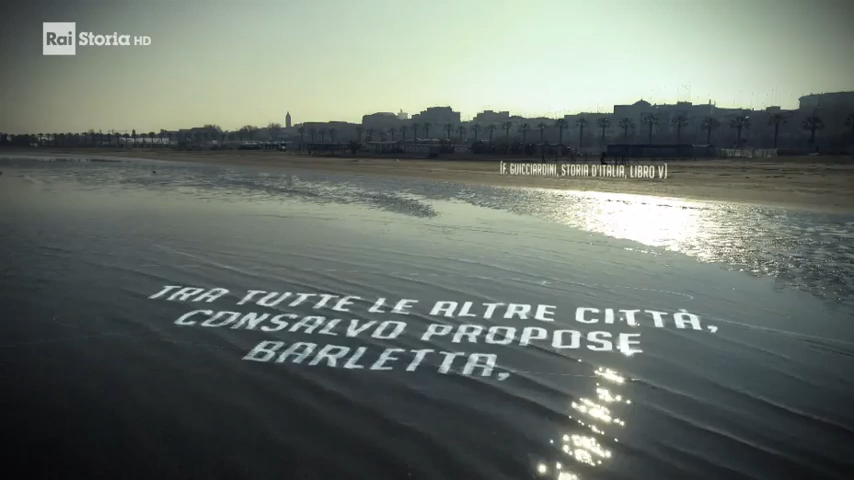 Rai Storia HD
[F. GUICCIARDINI, STORIA D'ITALIA, LIBRO V]
TRA TUTTE LE ALTRE CITTÀ,
CONSALVO PROPOSE
BARLETTA,